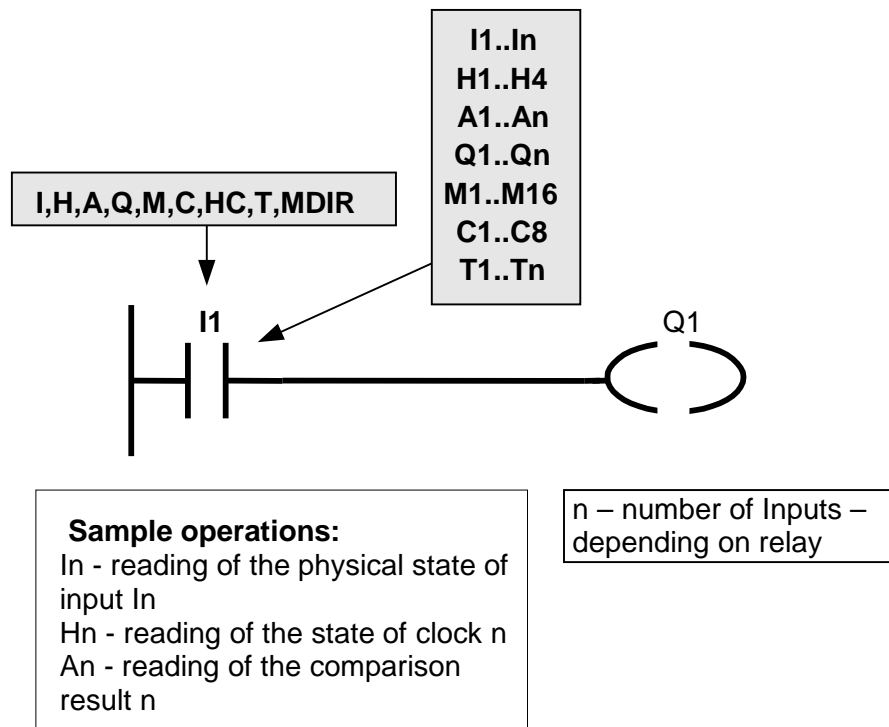 I1..In
H1..H4
A1..An
Q1..Qn
M1..M16
C1..C8
T1..Tn
I,H,A,Q,M,C,HC,T,MDIR
I1
Q1
Sample operations:
In - reading of the physical state of
input In
Hn - reading of the state of clock n
An - reading of the comparison
result n
n – number of Inputs –
depending on relay